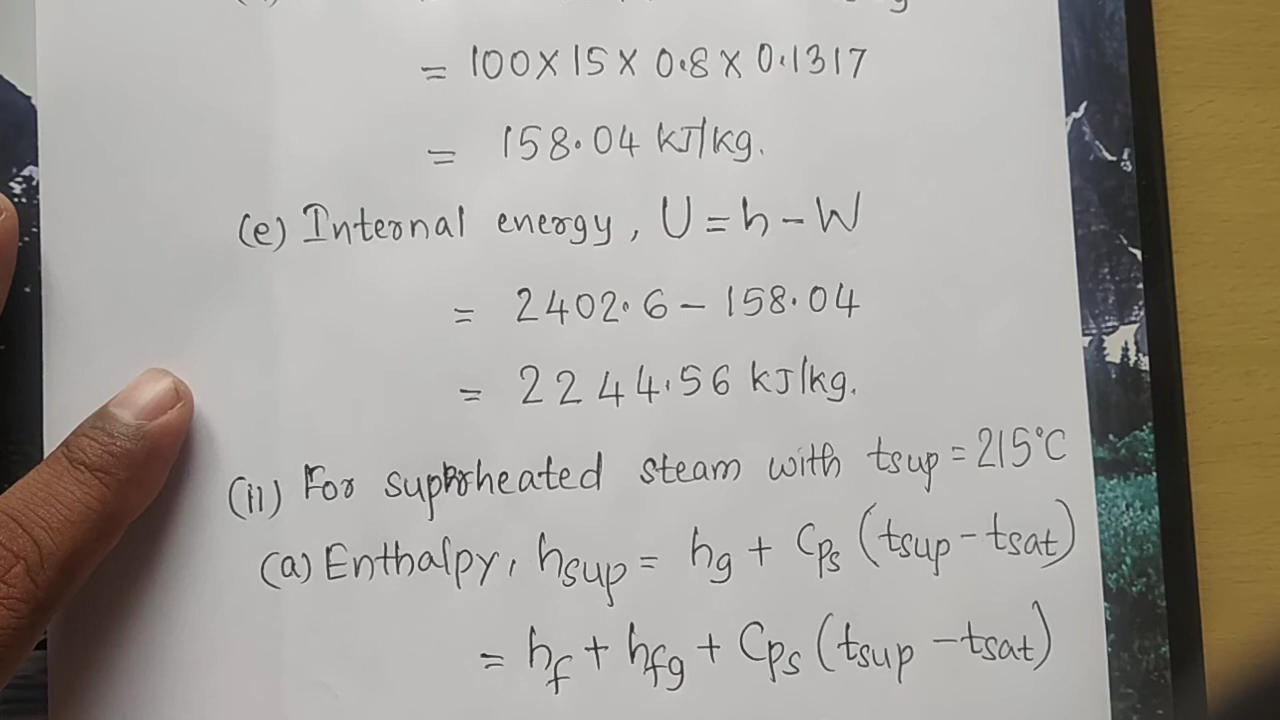 = 100 X 15 X 0.8 X 0.1317
= 158.04 kJ/kg.
(e) Internal energy, U = h - W
= 2402.6 - 158.04
= 2244.56 kJ/kg.
(ii) For superheated steam with tsup = 215°C
(a) Enthalpy, hsup = hg + Cps (tsup - tsat)
= hf + hfg + Cps (tsup - tsat)